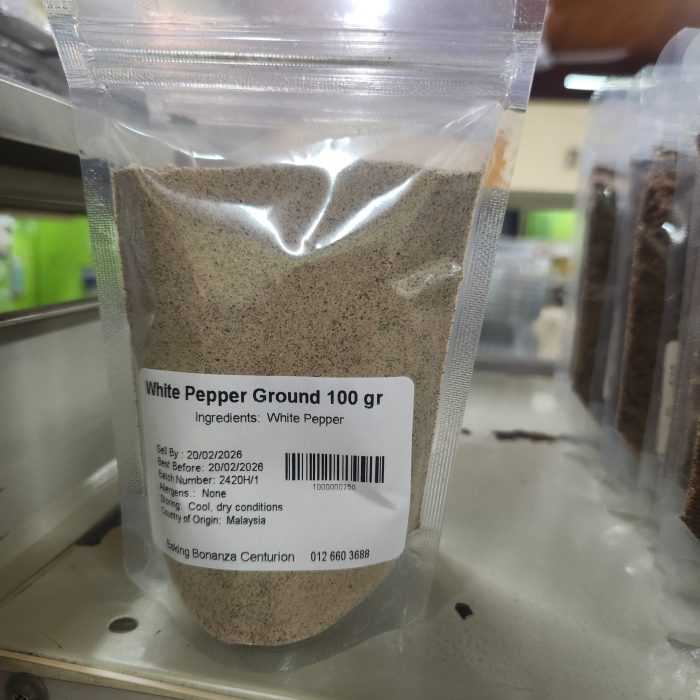 White Pepper Ground 100 gr
Ingredients: White Pepper
Sell By : 20/02/2026
Best Before: 20/02/2026
Batch Number: 2420H/1
Allergens.: None
Storing: Cool, dry conditions
Country of Origin: Malaysia
1000000750
Baking Bonanza Centurion 012 660 3688